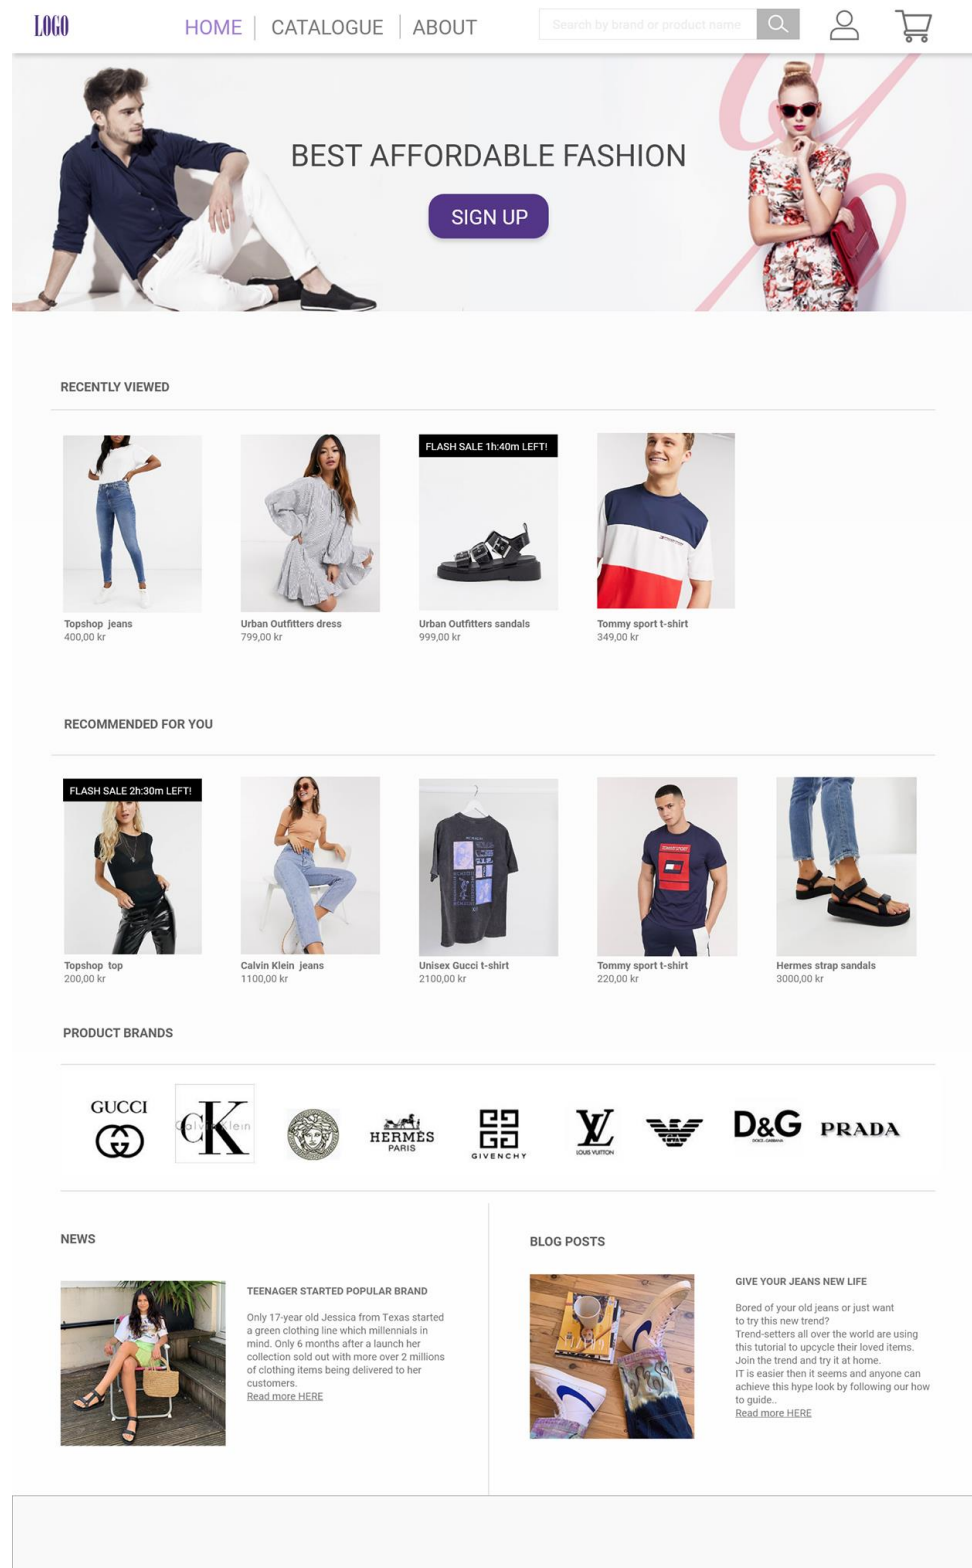 LOGO
HOME
CATALOGUE
ABOUT
Search by brand or product name
BEST AFFORDABLE FASHION
SIGN UP
RECENTLY VIEWED
FLASH SALE 1h:40m LEFT!
Topshop jeans
400,00 kr
Urban Outfitters dress
799,00 kr
Urban Outfitters sandals
999,00 kr
Tommy sport t-shirt
349,00 kr
RECOMMENDED FOR YOU
FLASH SALE 2h:30m LEFT!
Topshop top
200,00 kr
Calvin Klein jeans
1100,00 kr
Unisex Gucci t-shirt
2100,00 kr
Tommy sport t-shirt
220,00 kr
Hermes strap sandals
3000,00 kr
PRODUCT BRANDS
GUCCI
CK
Calvin Klein
HERMÈS
PARIS
GIVENCHY
LV
LOUIS VUITTON
D&G
DOLCE & GABBANA
PRADA
NEWS
TEENAGER STARTED POPULAR BRAND
Only 17-year old Jessica from Texas started
a green clothing line which millennials in
mind. Only 6 months after a launch her
collection sold out with more over 2 millions
of clothing items being delivered to her
customers.
Read more HERE
BLOG POSTS
GIVE YOUR JEANS NEW LIFE
Bored of your old jeans or just want
to try this new trend?
Trend-setters all over the world are using
this tutorial to upcycle their loved items.
Join the trend and try it at home.
IT is easier then it seems and anyone can
achieve this hype look by following our how
to guide..
Read more HERE